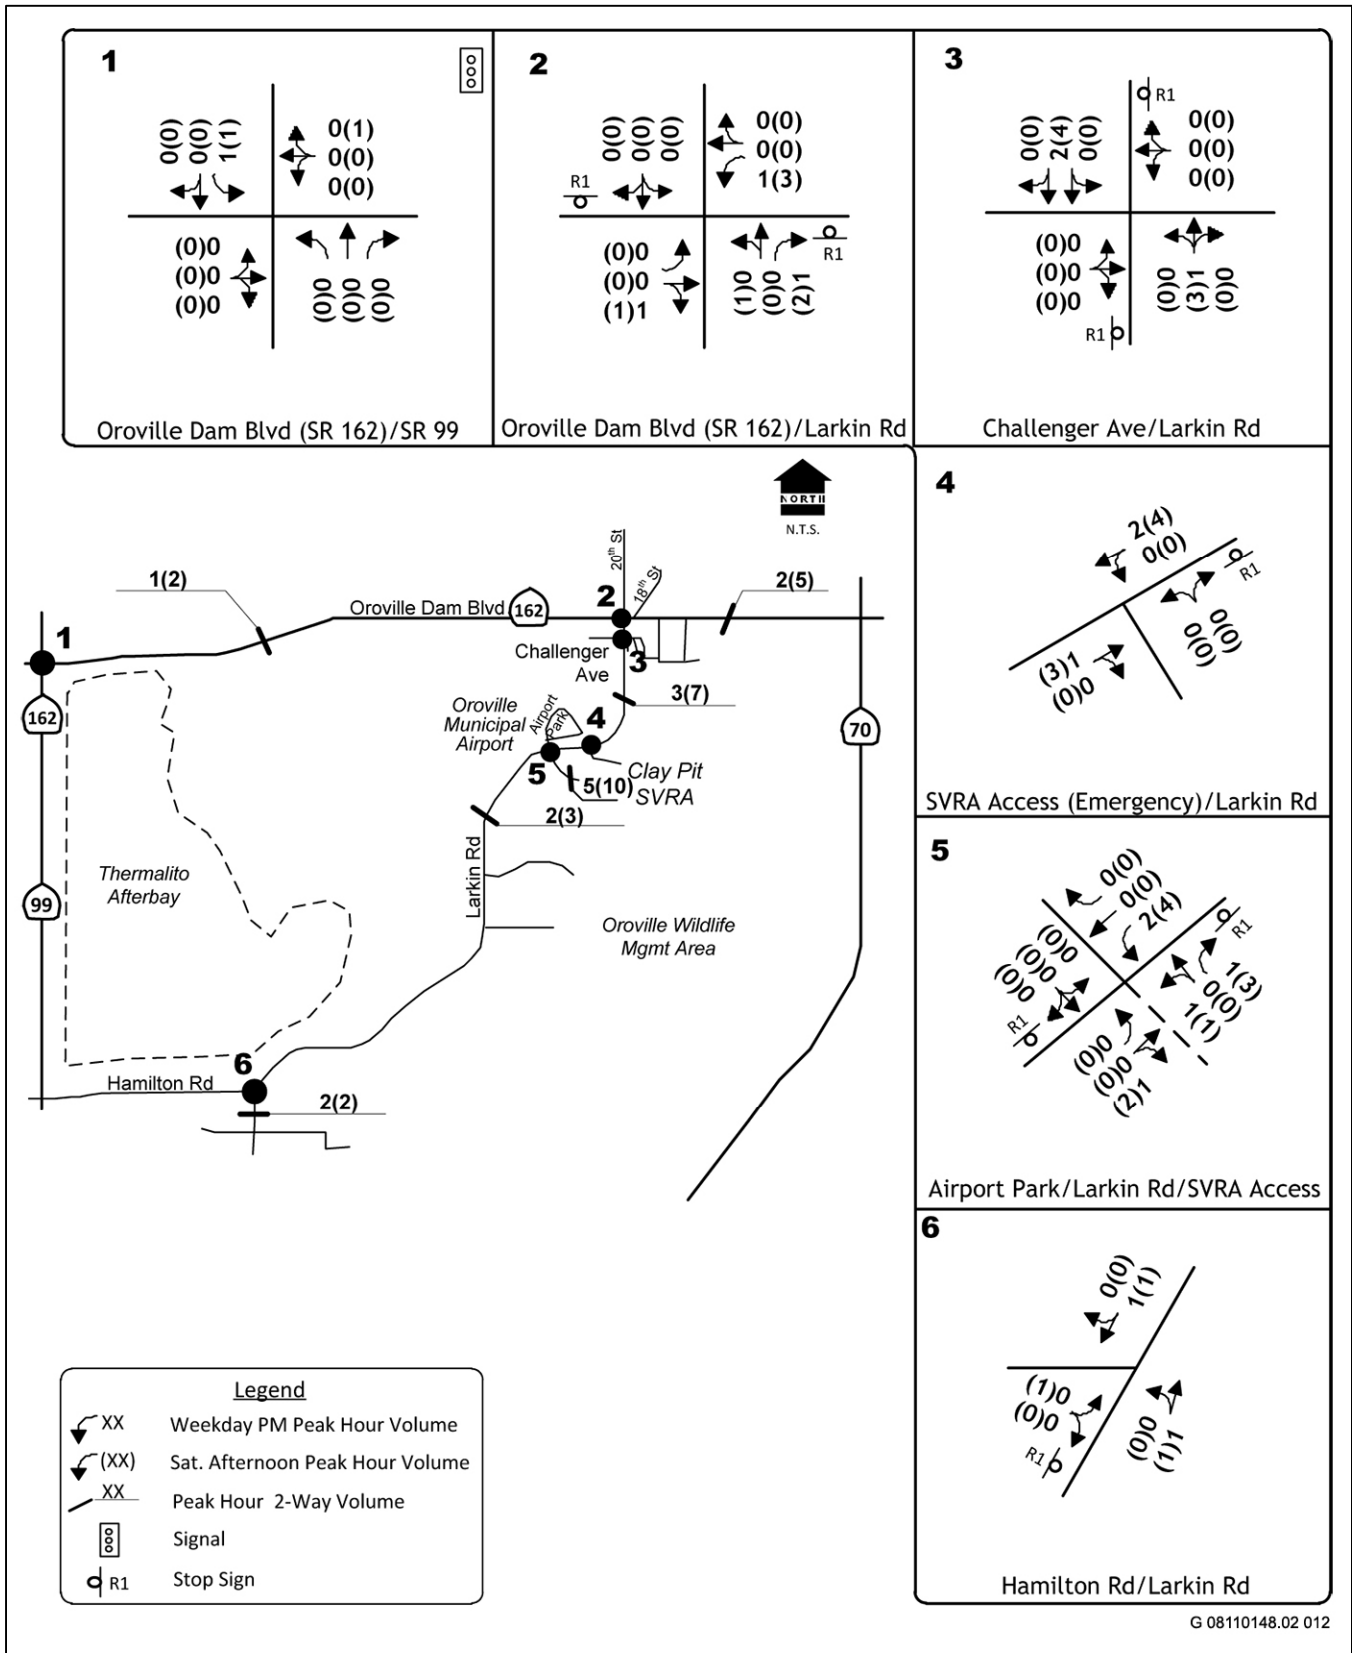 1
0(0)
0(0)
1(1)
0(1)
0(0)
0(0)
(0)0
(0)0
(0)0
(0)0
(0)0
(0)0
Oroville Dam Blvd (SR 162)/SR 99
2
0(0)
0(0)
0(0)
0(0)
0(0)
1(3)
R1
(0)0
(0)0
(1)1
(1)0
(0)0
(2)1
R1
Oroville Dam Blvd (SR 162)/Larkin Rd
3
R1
0(0)
2(4)
0(0)
0(0)
0(0)
0(0)
(0)0
(0)0
(0)0
(0)0
(3)1
(0)0
R1
Challenger Ave/Larkin Rd
NORTH
N.T.S.
1(2)
Oroville Dam Blvd
162
20th St
18th St
2
2(5)
1
Challenger
Ave
3
3(7)
162
Oroville
Municipal
Airport
Airport
Park
4
70
5
Clay Pit
SVRA
5(10)
2(3)
Larkin Rd
Thermalito
Afterbay
99
Oroville Wildlife
Mgmt Area
6
Hamilton Rd
2(2)
4
2(4)
0(0)
R1
0(0)
0(0)
(3)1
(0)0
SVRA Access (Emergency)/Larkin Rd
5
0(0)
0(0)
2(4)
R1
(0)0
(0)0
(0)0
R1
1(3)
0(0)
1(1)
(0)0
(0)0
(2)1
Airport Park/Larkin Rd/SVRA Access
6
0(0)
1(1)
(1)0
(0)0
R1
(0)0
(1)1
Hamilton Rd/Larkin Rd
Legend
XX Weekday PM Peak Hour Volume
(XX) Sat. Afternoon Peak Hour Volume
XX Peak Hour 2-Way Volume
Signal
R1 Stop Sign
G 08110148.02 012